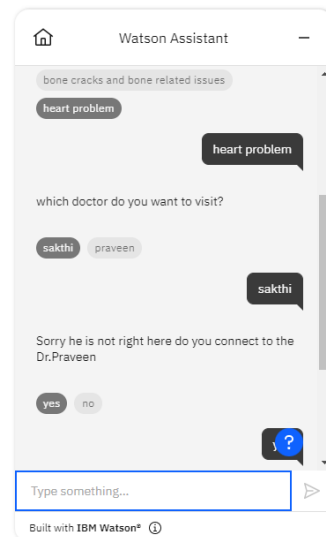 Watson Assistant
bone cracks and bone related issues
heart problem
heart problem
which doctor do you want to visit?
sakthi praveen
sakthi
Sorry he is not right here do you connect to the
Dr.Praveen
yes no
?
Type something...
Built with IBM Watson®